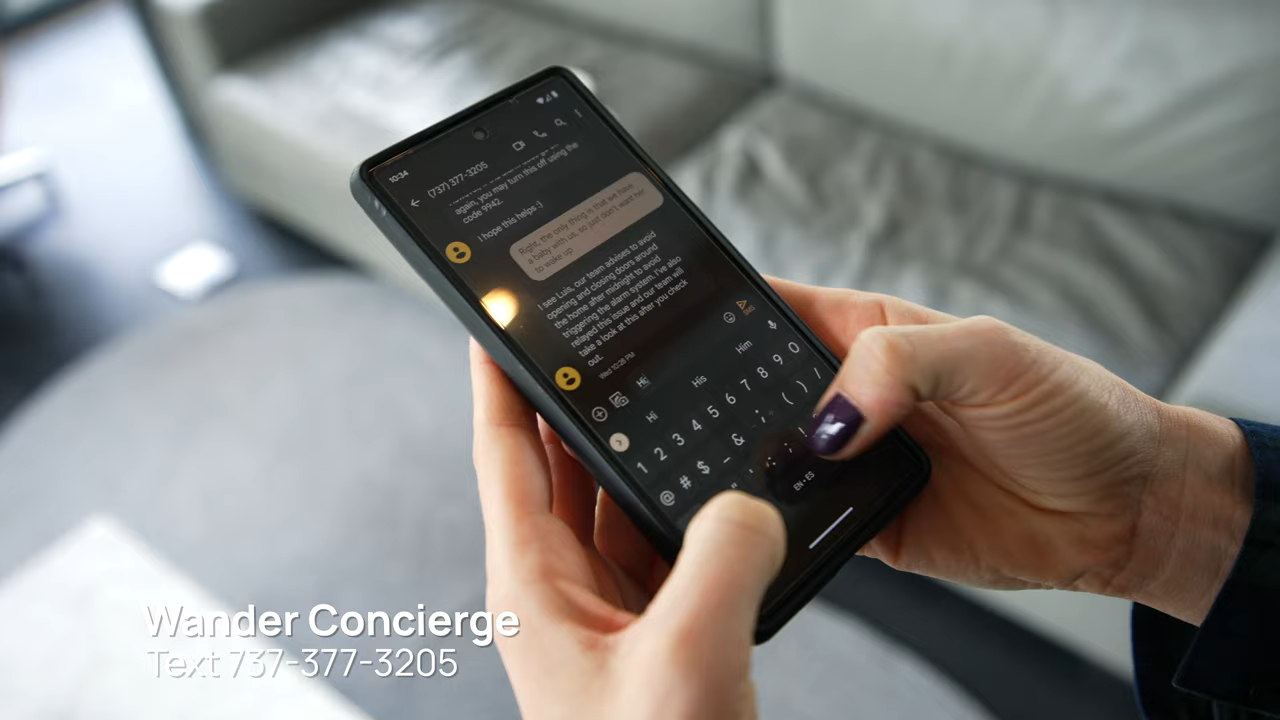 10:34
(737) 377-3205
again, you may turn this off using the
code 9942.
I hope this helps :)
Right, the only thing is that we have
a baby with us, so just don't want her
to wake up
I see Luis, our team advises to avoid
opening and closing doors around
the home after midnight to avoid
triggering the alarm system. I've also
relayed this issue and our team will
take a look at this after you check
out.
Wed 10:28 PM
Hi
Hi His Him
1 2 3 4 5 6 7 8 9 0
@ # $ _ & ( ) /
" ' : ; !
EN • ES
Wander Concierge
Text 737-377-3205